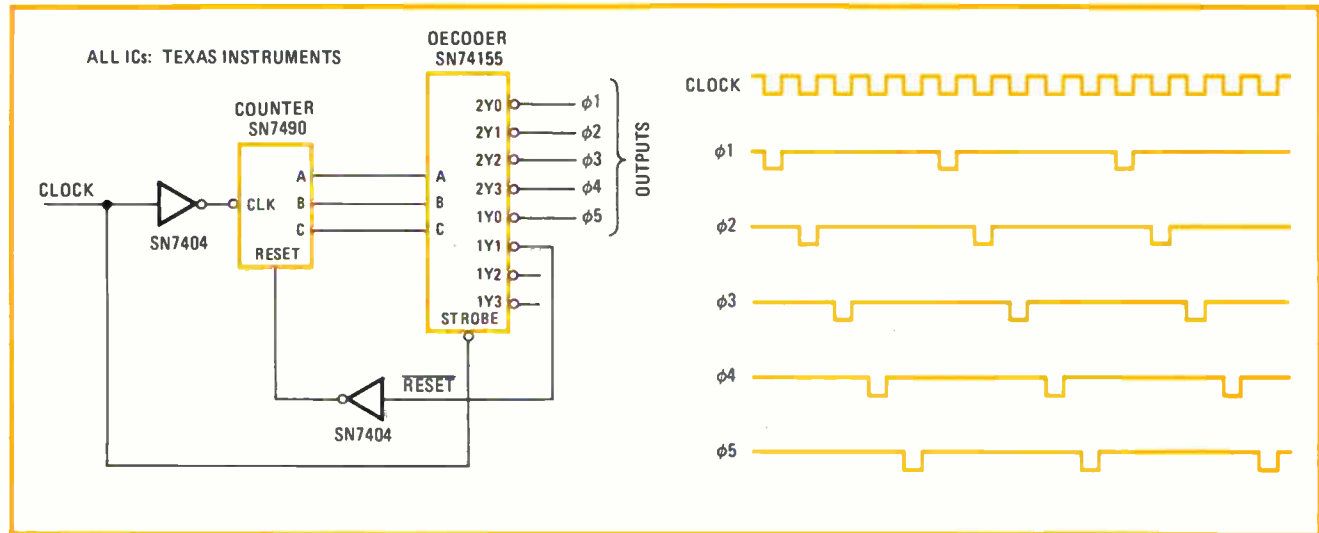 ALL ICs: TEXAS INSTRUMENTS
OECOOER
SN74155
COUNTER
SN7490
CLOCK
SN7404
CLK
A
B
C
RESET
A
B
C
2Y0
2Y1
2Y2
2Y3
1Y0
1Y1
1Y2
1Y3
STROBE
ϕ1
ϕ2
ϕ3
ϕ4
ϕ5
OUTPUTS
RESET
SN7404
CLOCK
ϕ1
ϕ2
ϕ3
ϕ4
ϕ5